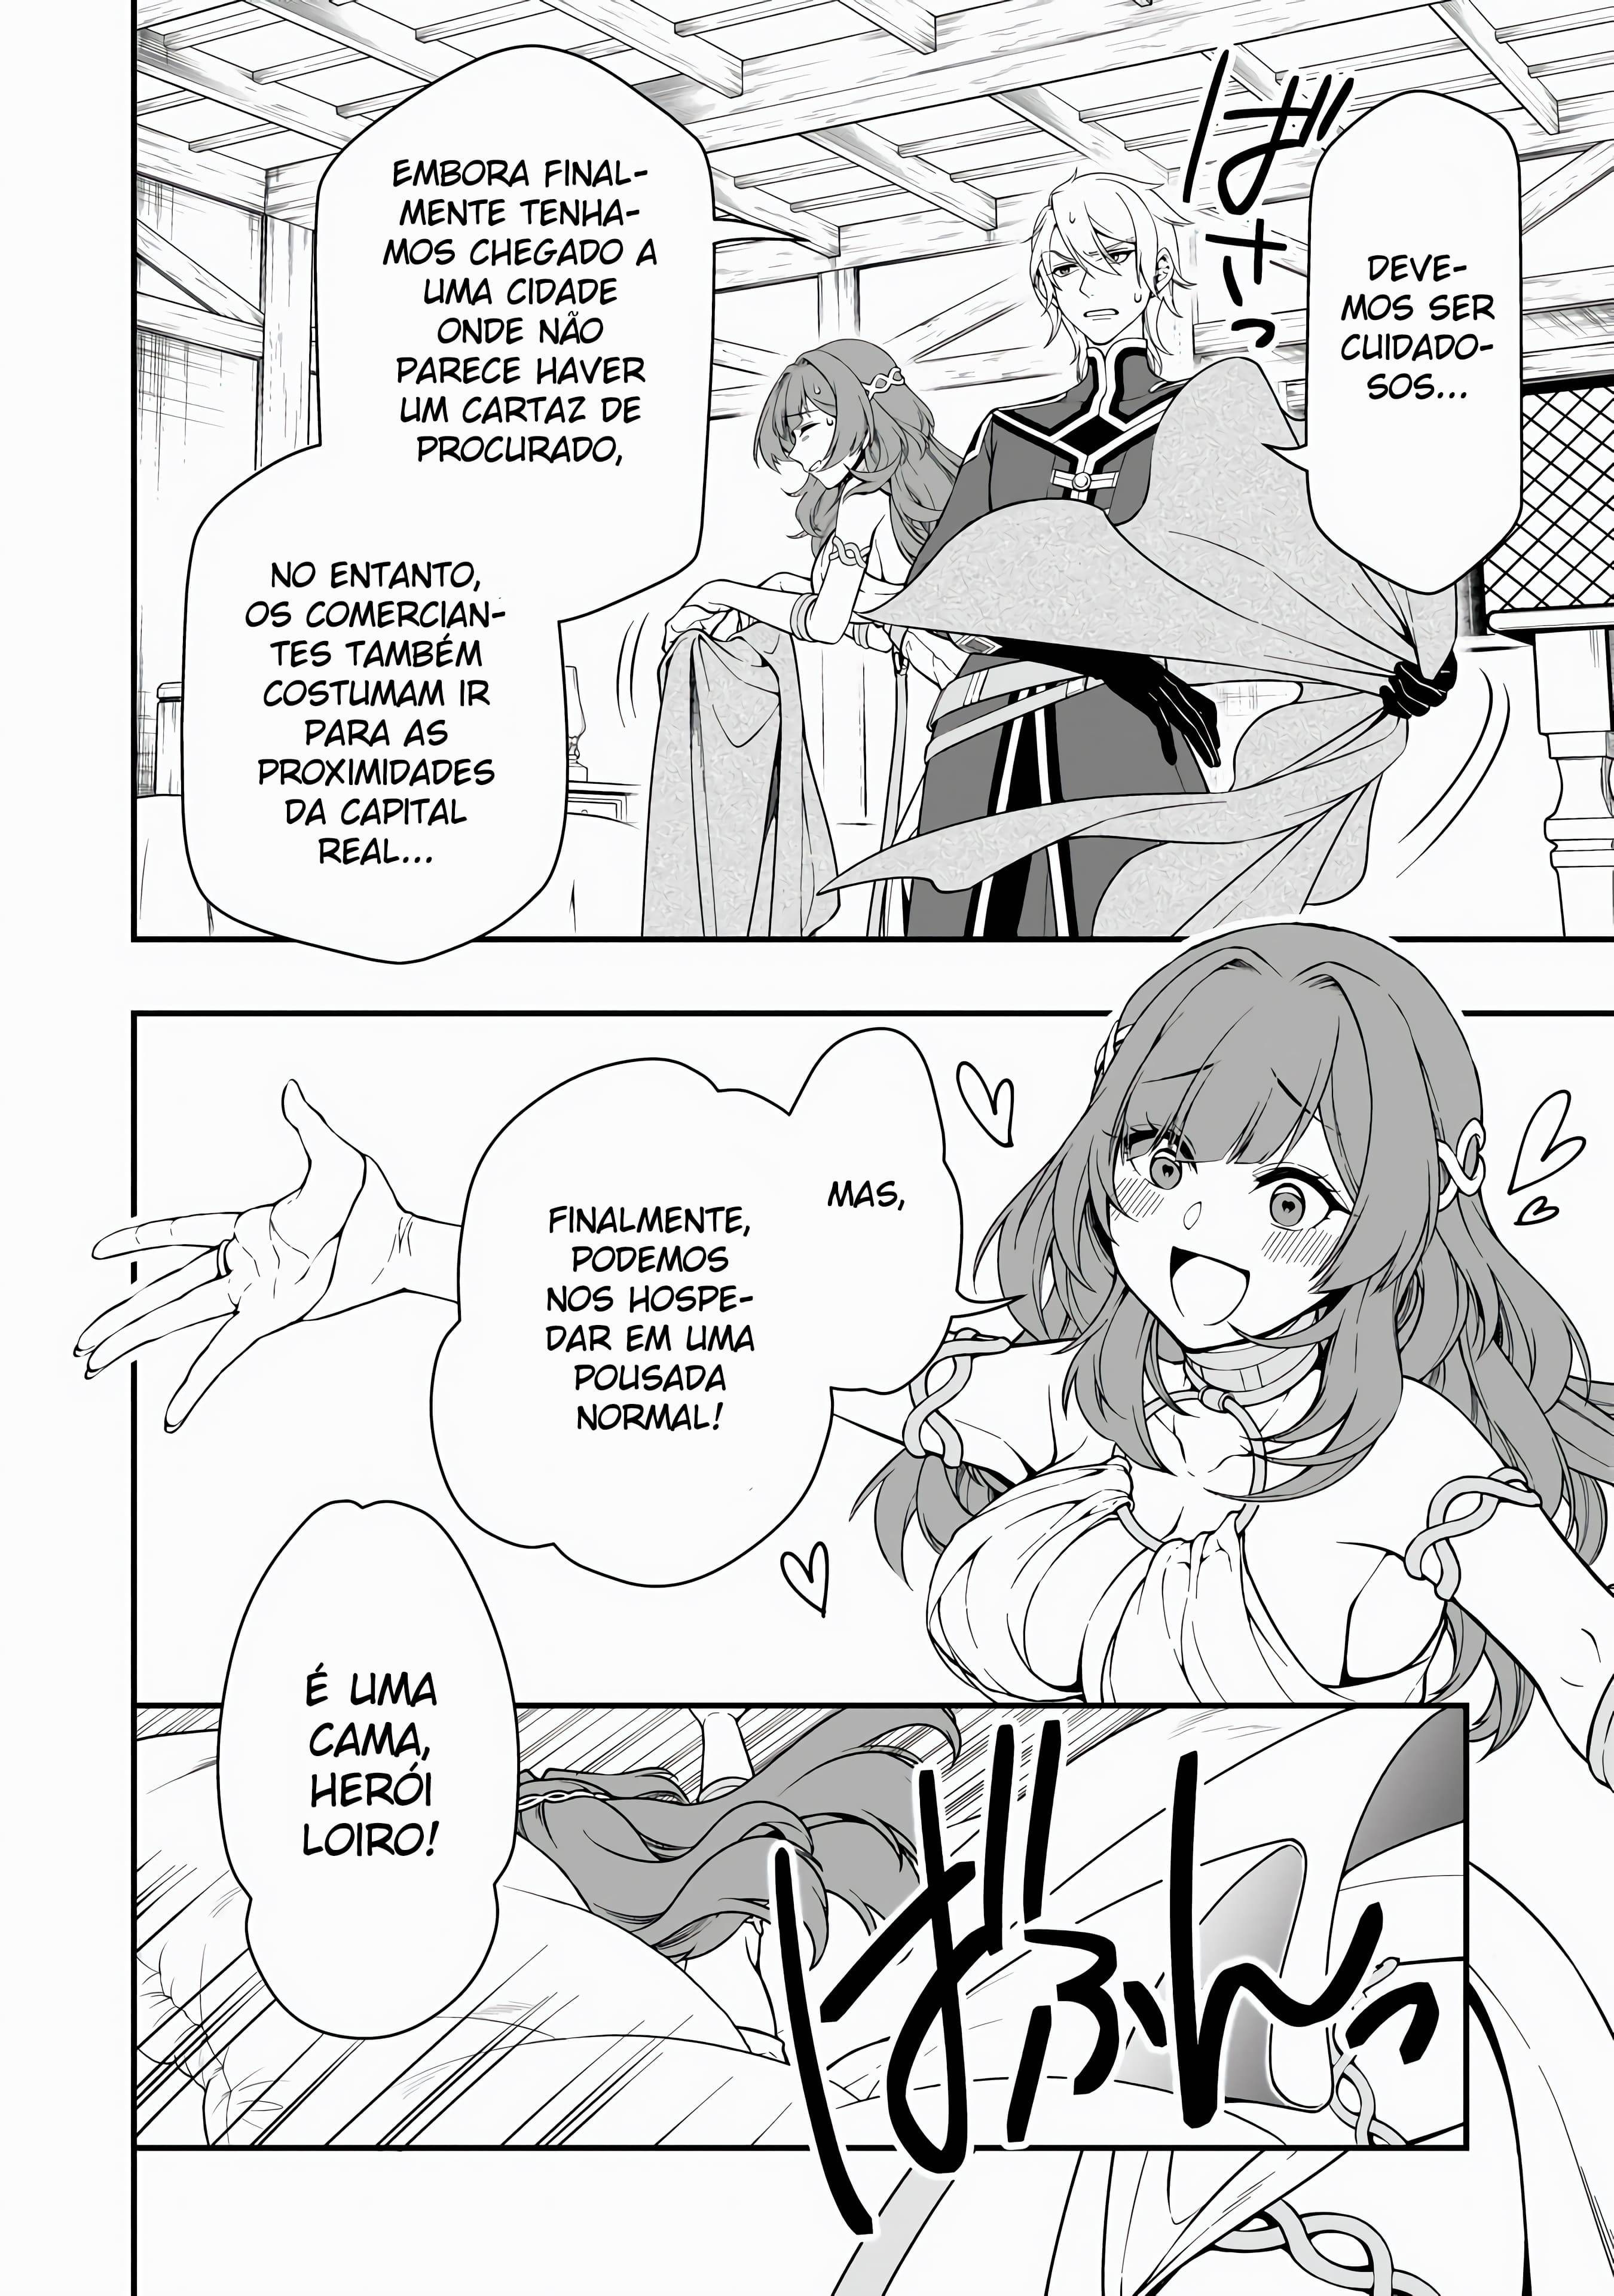 DEVE-
MOS SER
CUIDADO-
SOS...
ばさっ
EMBORA FINAL-
MENTE TENHA-
MOS CHEGADO A
UMA CIDADE
ONDE NÃO
PARECE HAVER
UM CARTAZ DE
PROCURADO,
NO ENTANTO,
OS COMERCIAN-
TES TAMBÉM
COSTUMAM IR
PARA AS
PROXIMIDADES
DA CAPITAL
REAL...
MAS,
FINALMENTE,
PODEMOS
NOS HOSPE-
DAR EM UMA
POUSADA
NORMAL!
É UMA
CAMA,
HERÓI
LOIRO!
ばふんっ